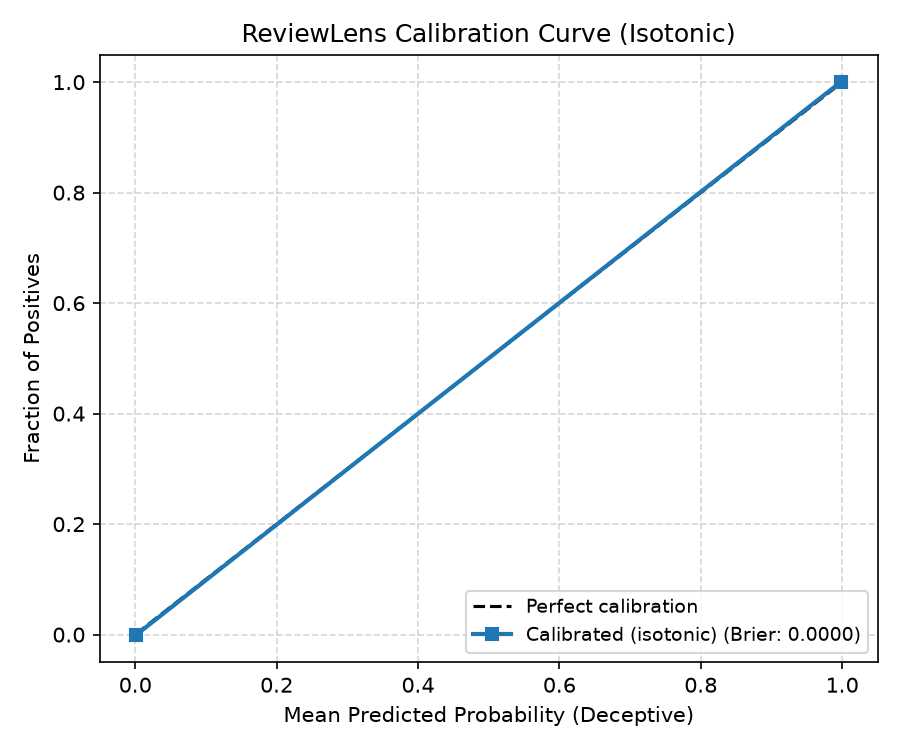 ReviewLens Calibration Curve (Isotonic)
1.0
0.8
0.6
0.4
0.2
0.0
Fraction of Positives
Perfect calibration
Calibrated (isotonic) (Brier: 0.0000)
0.0 0.2 0.4 0.6 0.8 1.0
Mean Predicted Probability (Deceptive)